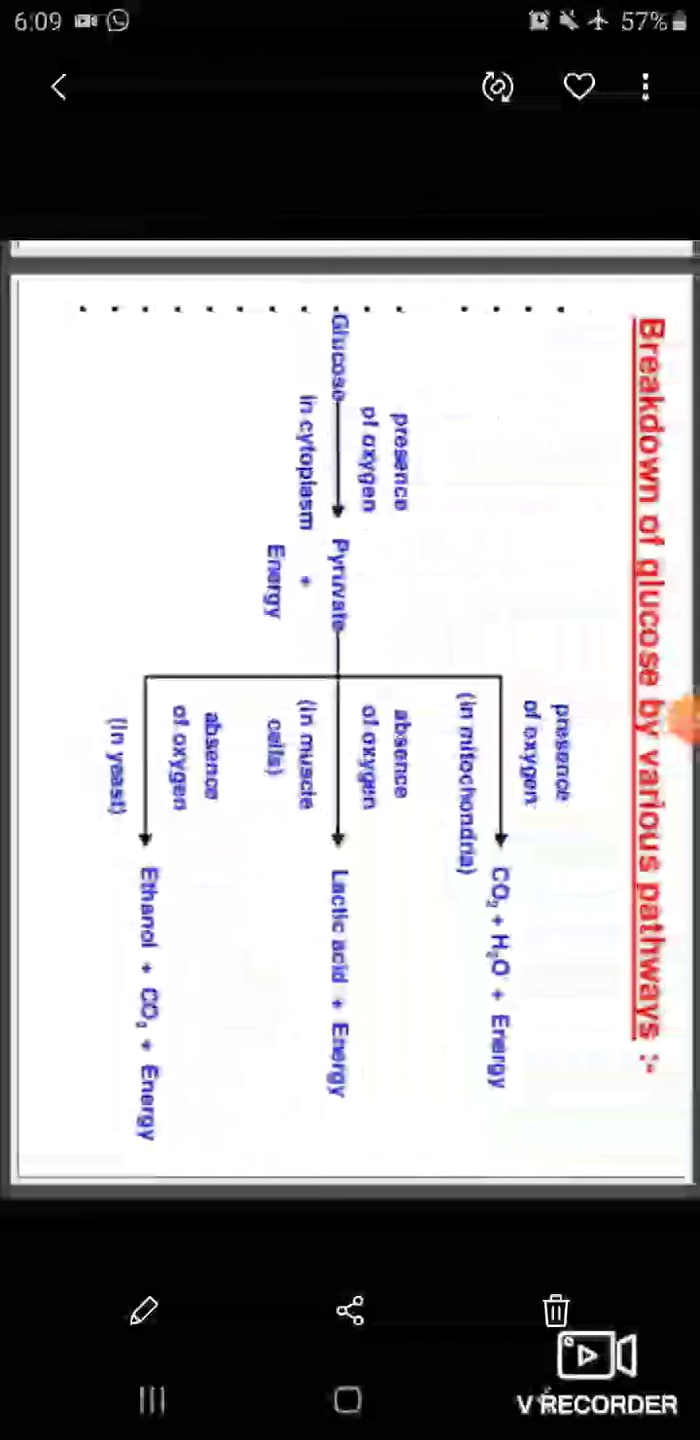 6:09
57%
Breakdown of glucose by various pathways :-
presence
of oxygen
Glucose
in cytoplasm
Pyruvate
+
Energy
presence
of oxygen
(in mitochondria)
CO2 + H2O + Energy
absence
of oxygen
(in muscle
cells)
Lactic acid + Energy
absence
of oxygen
(in yeast)
Ethanol + CO2 + Energy
V RECORDER